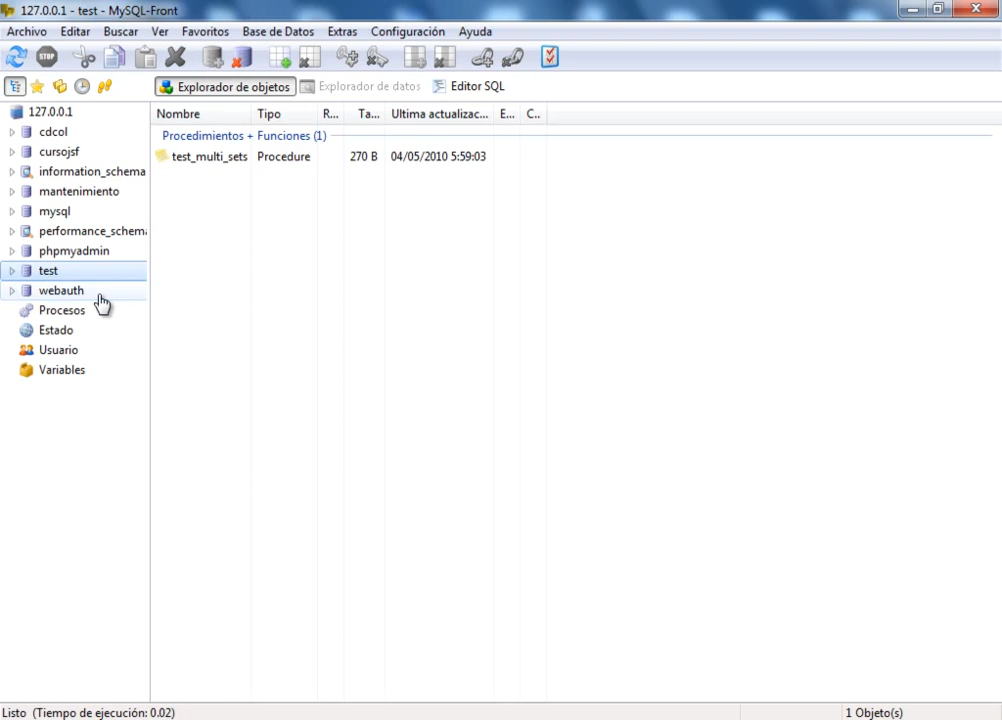 127.0.0.1 - test - MySQL-Front
Archivo Editar Buscar Ver Favoritos Base de Datos Extras Configuración Ayuda
STOP
Explorador de objetos Explorador de datos Editor SQL
127.0.0.1
cdcol
cursojsf
information_schema
mantenimiento
mysql
performance_schema
phpmyadmin
test
webauth
Procesos
Estado
Usuario
Variables
Nombre Tipo R... Ta... Ultima actualizac... E... C..
Procedimientos + Funciones (1)
test_multi_sets Procedure 270 B 04/05/2010 5:59:03
Listo (Tiempo de ejecución: 0.02) 1 Objeto(s)